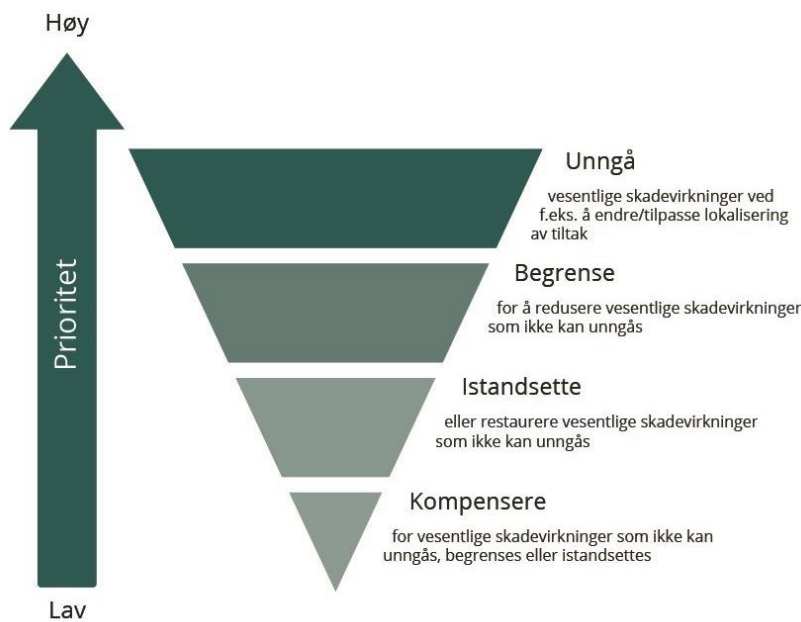 Høy
Prioritet
Unngå
vesentlige skadevirkninger ved
f.eks. å endre/tilpasse lokalisering
av tiltak
Begrense
for å redusere vesentlige skadevirkninger
som ikke kan unngås
Istandsette
eller restaurere vesentlige skadevirkninger
som ikke kan unngås
Kompensere
for vesentlige skadevirkninger som ikke kan
unngås, begrenses eller istandsettes
Lav